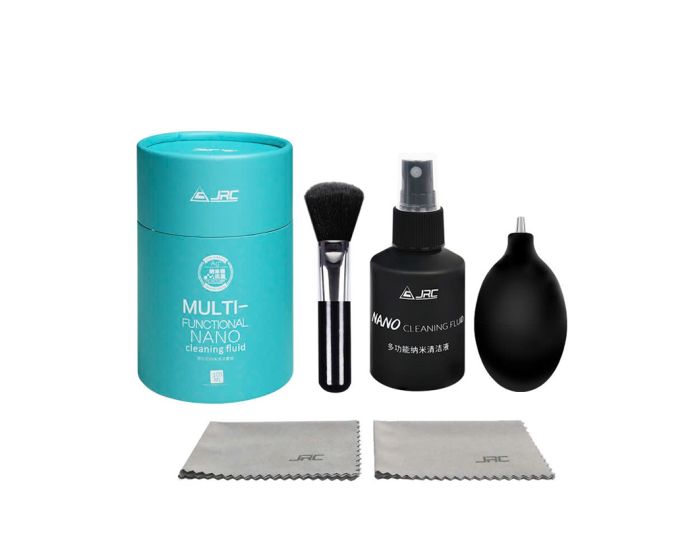 JRC
MULTI-
FUNCTIONAL
NANO
cleaning fluid
JRC
NANO CLEANING FLUID
多功能纳米清洁液
JRC
JRC